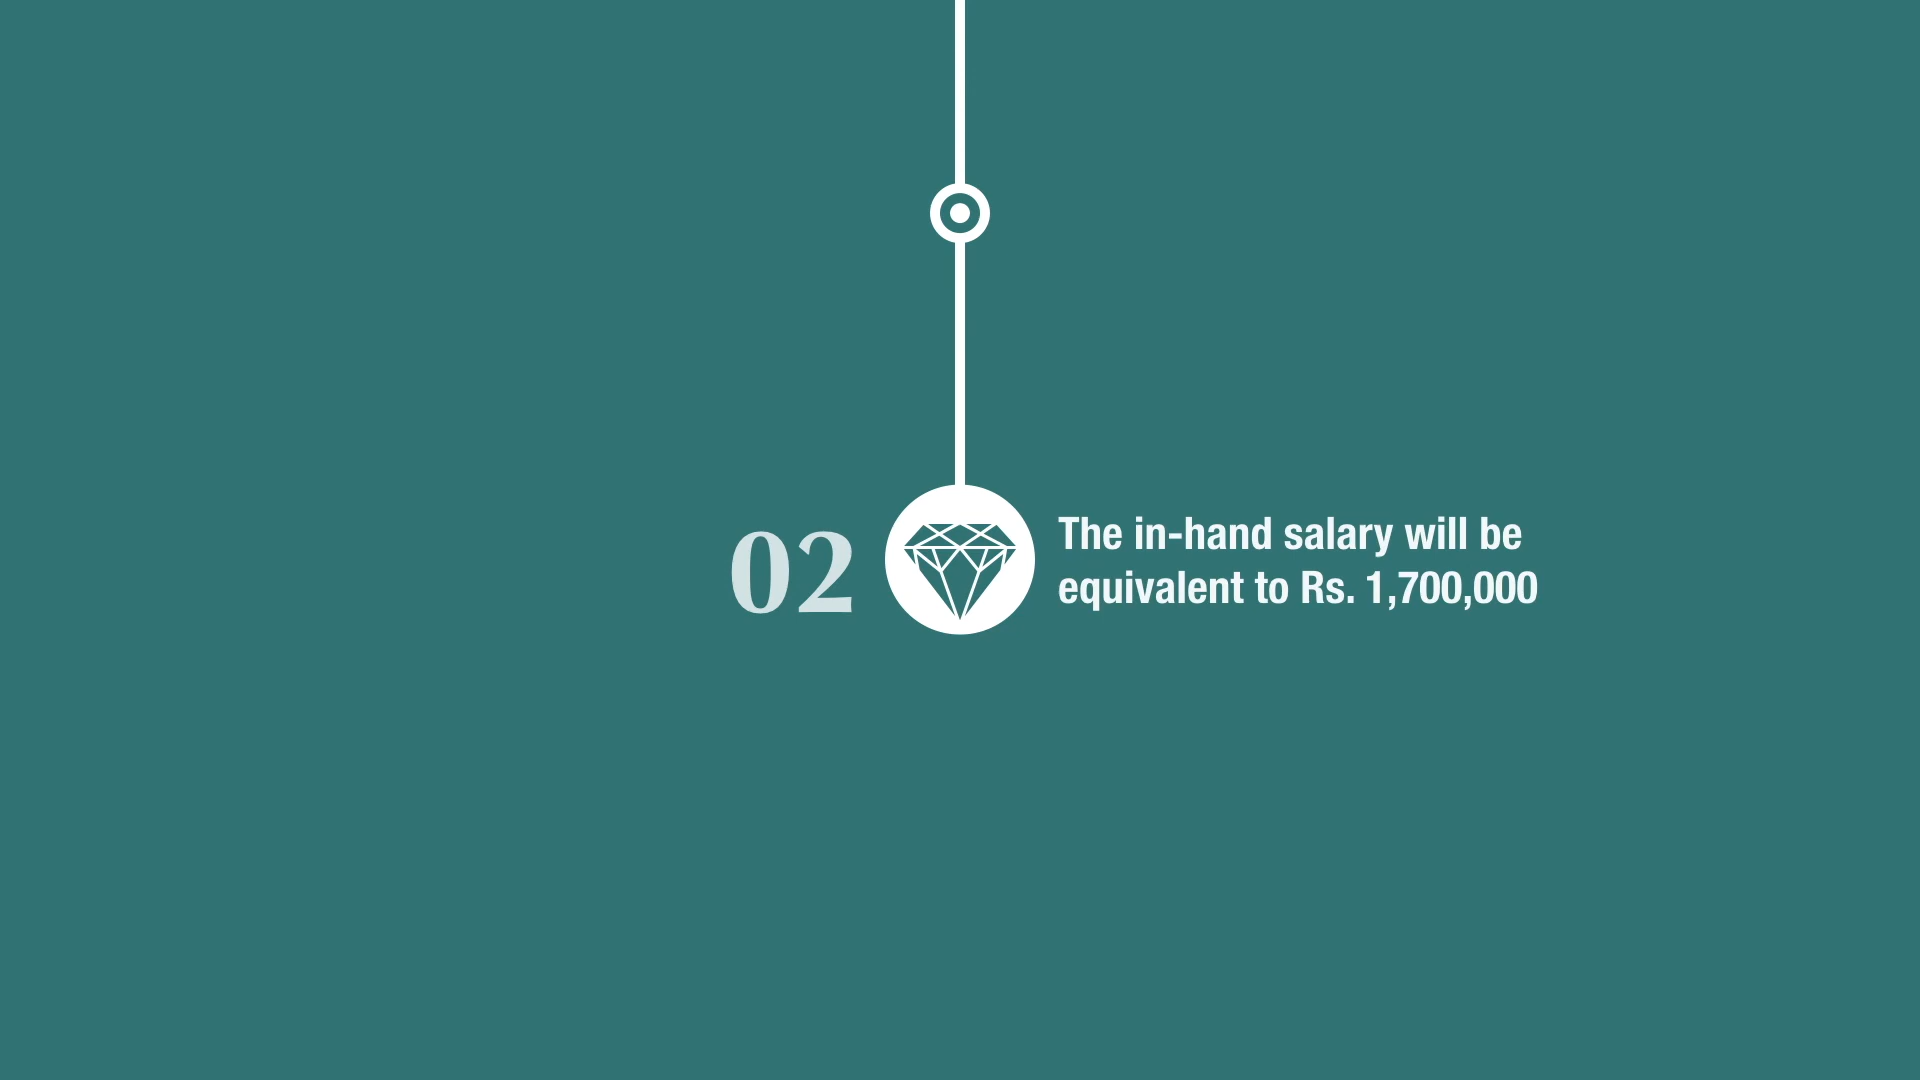 02
The in-hand salary will be
equivalent to Rs. 1,700,000